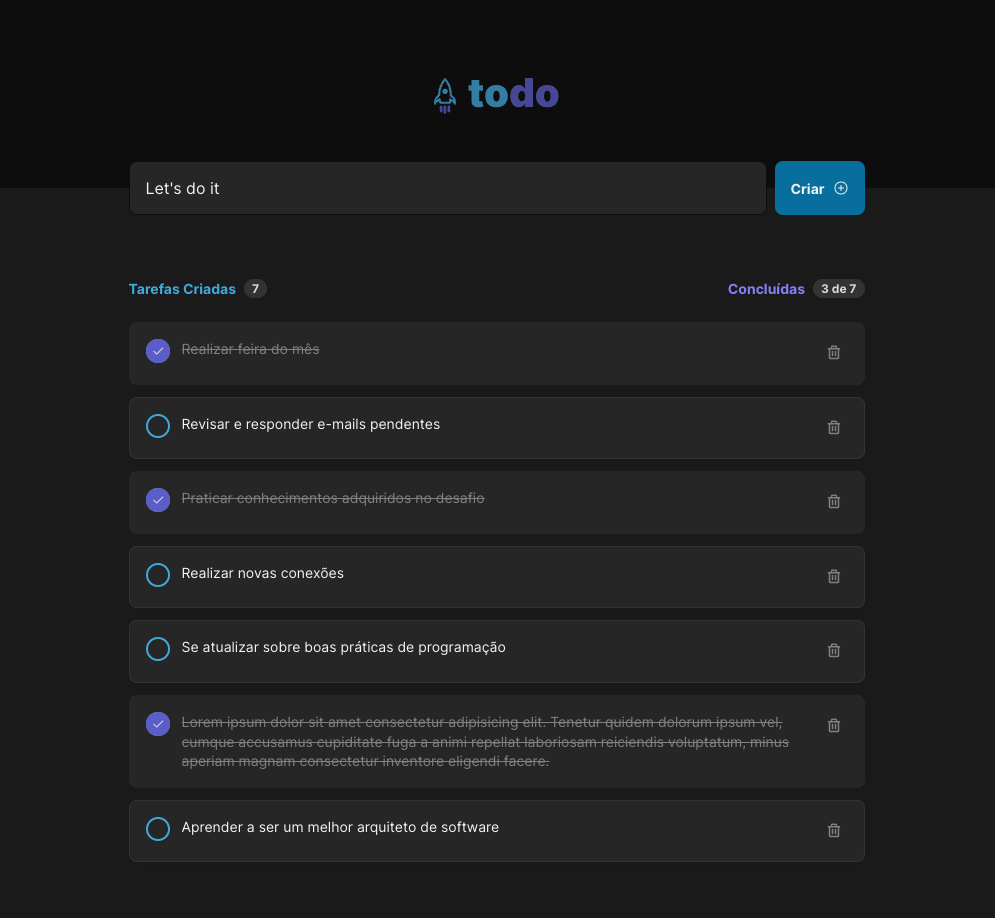 todo
Let's do it
Criar
Tarefas Criadas 7
Concluídas 3 de 7
Realizar feira do mês
Revisar e responder e-mails pendentes
Praticar conhecimentos adquiridos no desafio
Realizar novas conexões
Se atualizar sobre boas práticas de programação
Lorem ipsum dolor sit amet consectetur adipisicing elit. Tenetur quidem dolorum ipsum vel,
cumque accusamus cupiditate fuga a animi repellat laboriosam reiciendis voluptatum, minus
aperiam magnam consectetur inventore eligendi facere.
Aprender a ser um melhor arquiteto de software